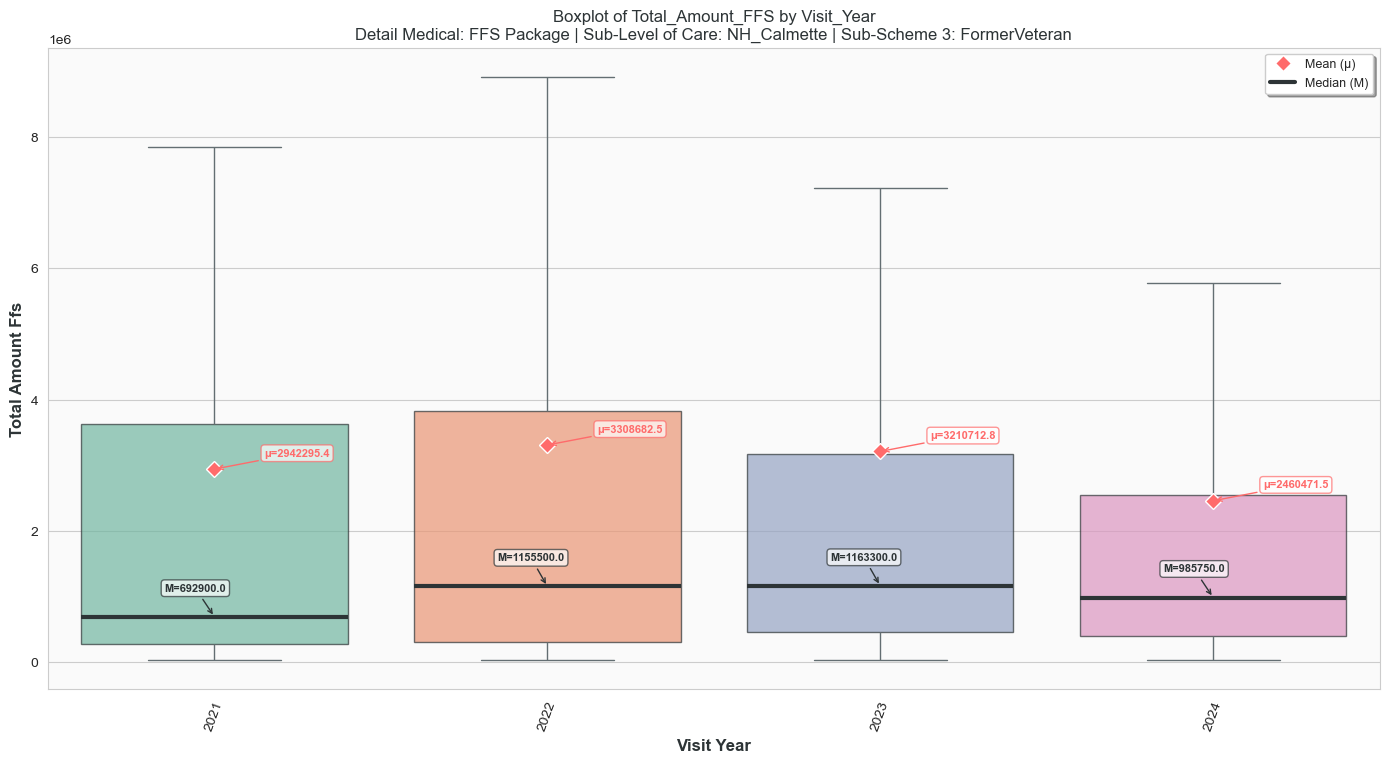 Boxplot of Total_Amount_FFS by Visit_Year
Detail Medical: FFS Package | Sub-Level of Care: NH_Calmette | Sub-Scheme 3: FormerVeteran
1e6
Mean (μ)
Median (M)
8
6
4
2
0
Total Amount Ffs
μ=2942295.4
M=692900.0
μ=3308682.5
M=1155500.0
μ=3210712.8
M=1163300.0
μ=2460471.5
M=985750.0
2021
2022
2023
2024
Visit Year